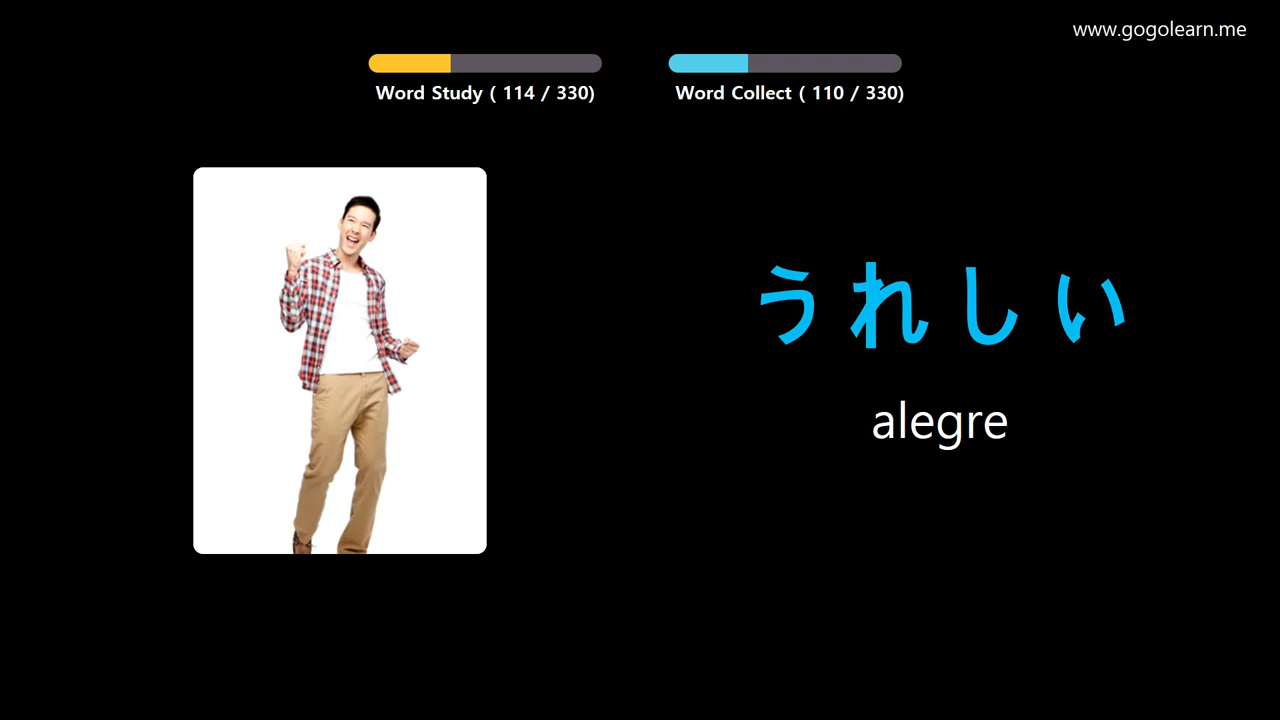 www.gogolearn.me
Word Study ( 114 / 330)
Word Collect ( 110 / 330)
うれしい
alegre